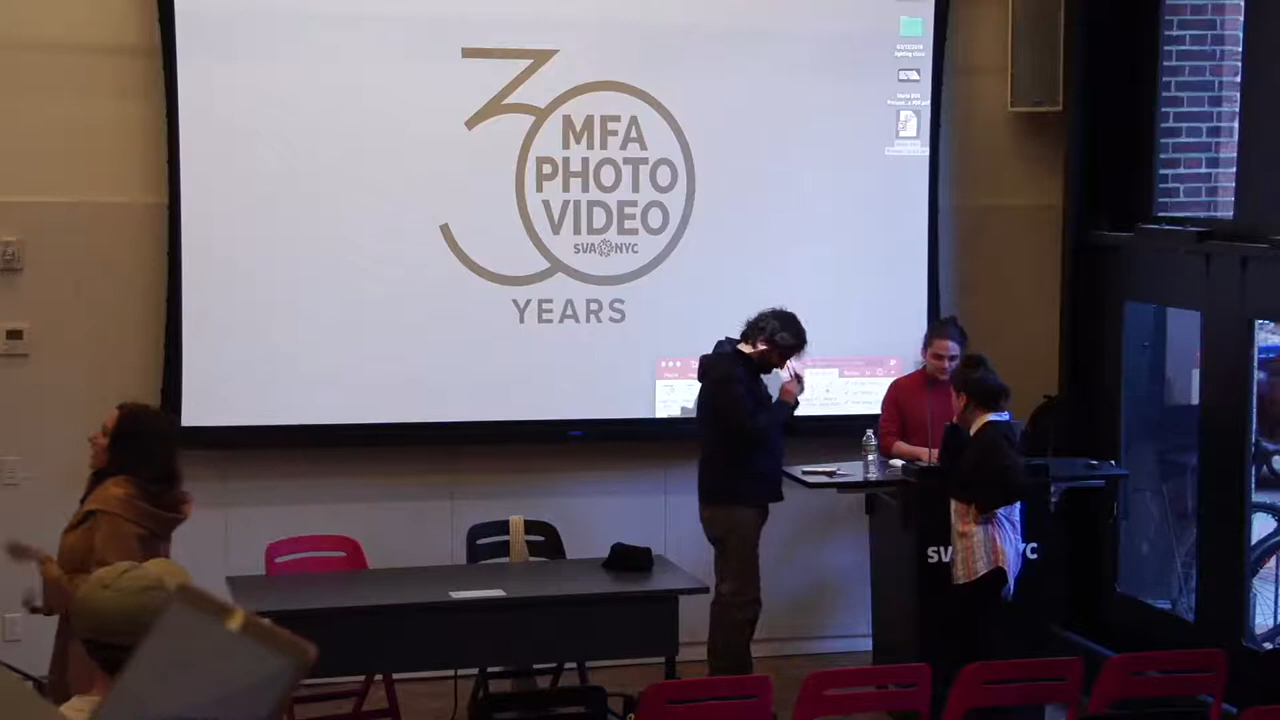 30
MFA
PHOTO
VIDEO
SVA NYC
YEARS
SVA NYC